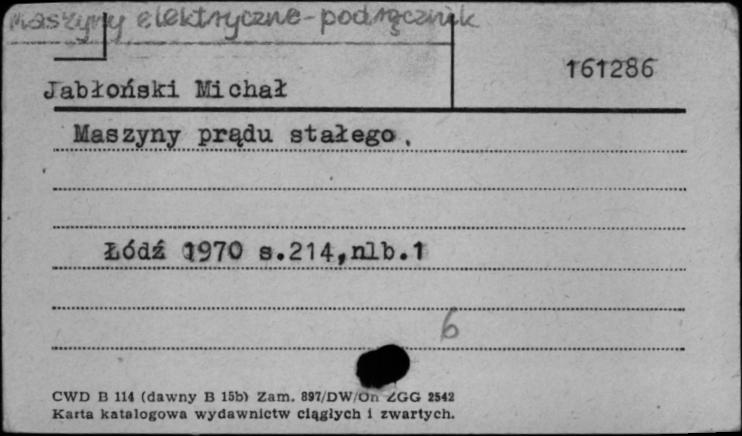 Maszyny elektryczne-podręcznik
161286
Jabłoński Michał
Maszyny prądu stałego.
Łódź 1970 s.214,nlb.1
6
CWD B 114 (dawny B 15b) Zam. 897/DW/On ZGG 2542
Karta katalogowa wydawnictw ciągłych i zwartych.